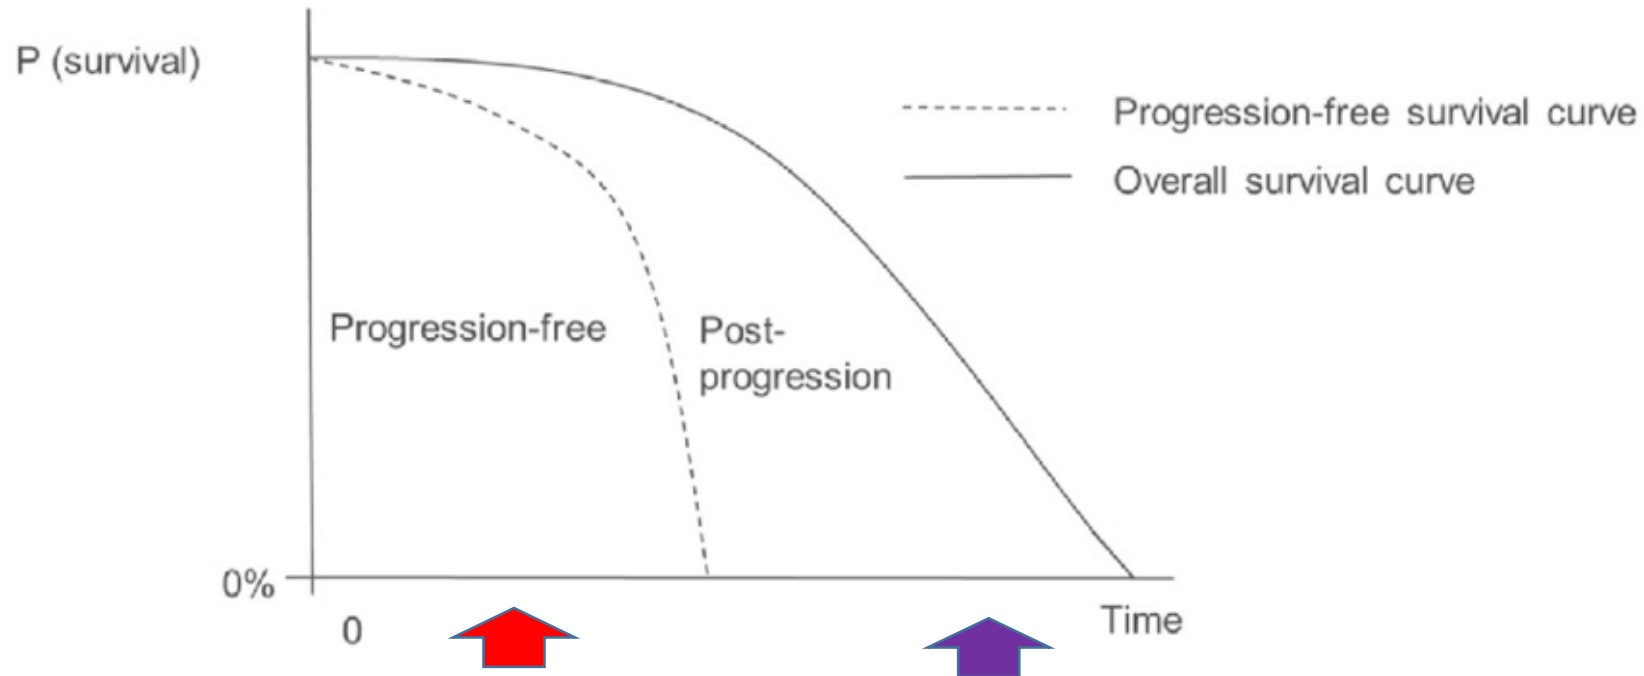 P (survival)
Progression-free survival curve
Overall survival curve
Progression-free
Post-
progression
0%
0
Time